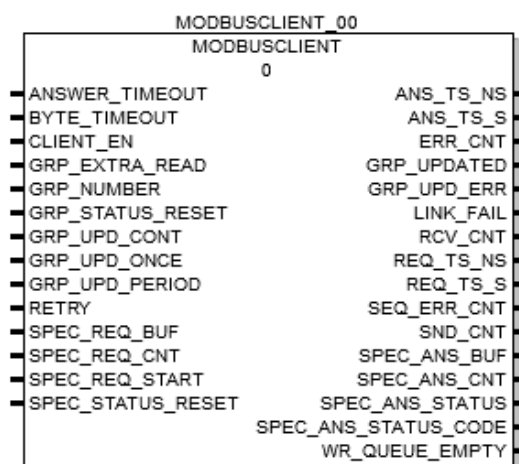 MODBUSCLIENT_00
MODBUSCLIENT
0
ANSWER_TIMEOUT ANS_TS_NS
BYTE_TIMEOUT ANS_TS_S
CLIENT_EN ERR_CNT
GRP_EXTRA_READ GRP_UPDATED
GRP_NUMBER GRP_UPD_ERR
GRP_STATUS_RESET LINK_FAIL
GRP_UPD_CONT RCV_CNT
GRP_UPD_ONCE REQ_TS_NS
GRP_UPD_PERIOD REQ_TS_S
RETRY SEQ_ERR_CNT
SPEC_REQ_BUF SND_CNT
SPEC_REQ_CNT SPEC_ANS_BUF
SPEC_REQ_START SPEC_ANS_CNT
SPEC_STATUS_RESET SPEC_ANS_STATUS
SPEC_ANS_STATUS_CODE
WR_QUEUE_EMPTY